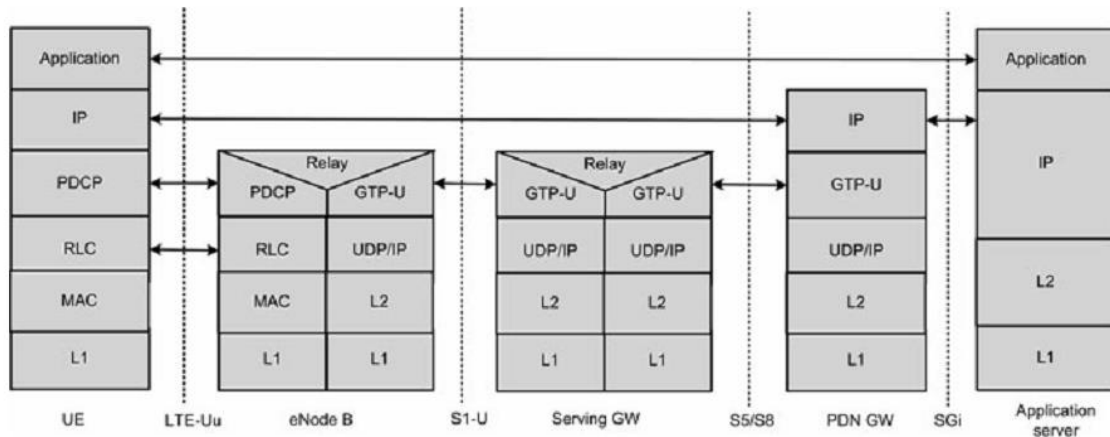 Application
Application
IP
IP
IP
PDCP
Relay
PDCP GTP-U
Relay
GTP-U GTP-U
GTP-U
RLC
RLC UDP/IP
UDP/IP UDP/IP
UDP/IP
MAC
MAC L2
L2 L2
L2
L2
L1
L1 L1
L1 L1
L1
L1
UE
LTE-Uu
eNode B
S1-U
Serving GW
S5/S8
PDN GW
SGi
Application
server